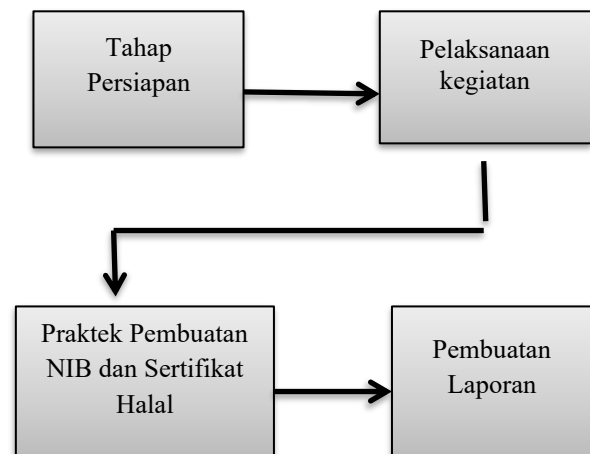 Tahap
Persiapan
Pelaksanaan
kegiatan
Praktek Pembuatan
NIB dan Sertifikat
Halal
Pembuatan
Laporan